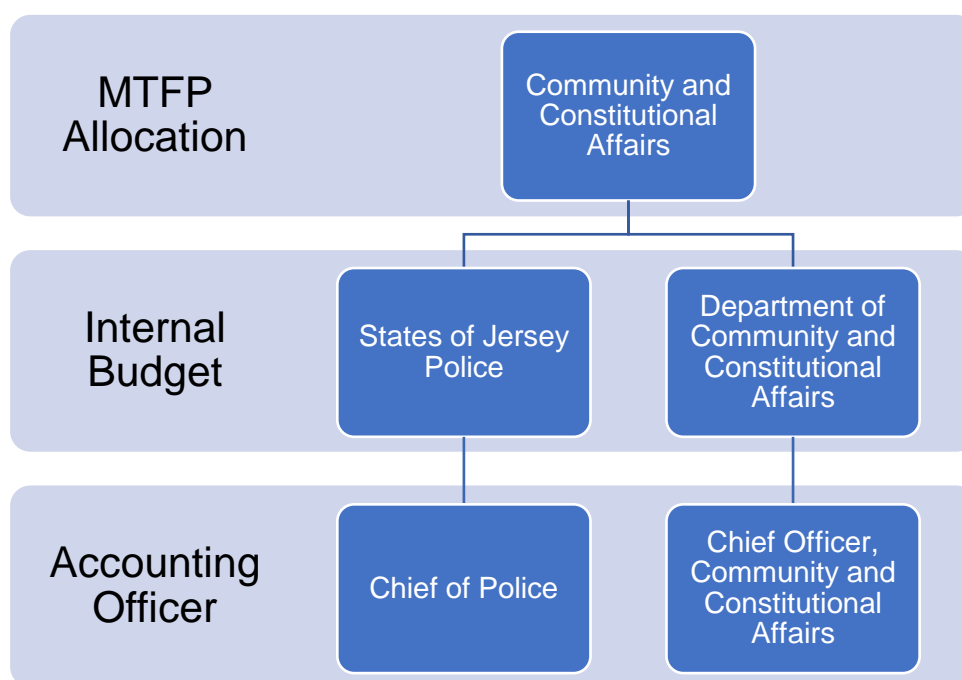 MTFP
Allocation
Community and
Constitutional
Affairs
Internal
Budget
States of Jersey
Police
Department of
Community and
Constitutional
Affairs
Accounting
Officer
Chief of Police
Chief Officer,
Community and
Constitutional
Affairs